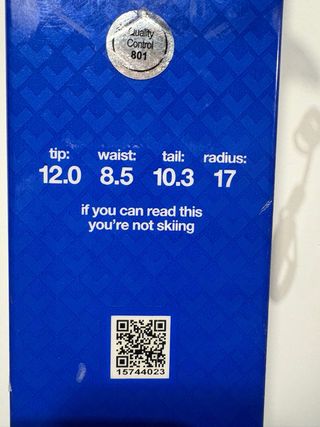 Quality
Control
801
tip: waist: tail: radius:
12.0 8.5 10.3 17
if you can read this
you're not skiing
15744023